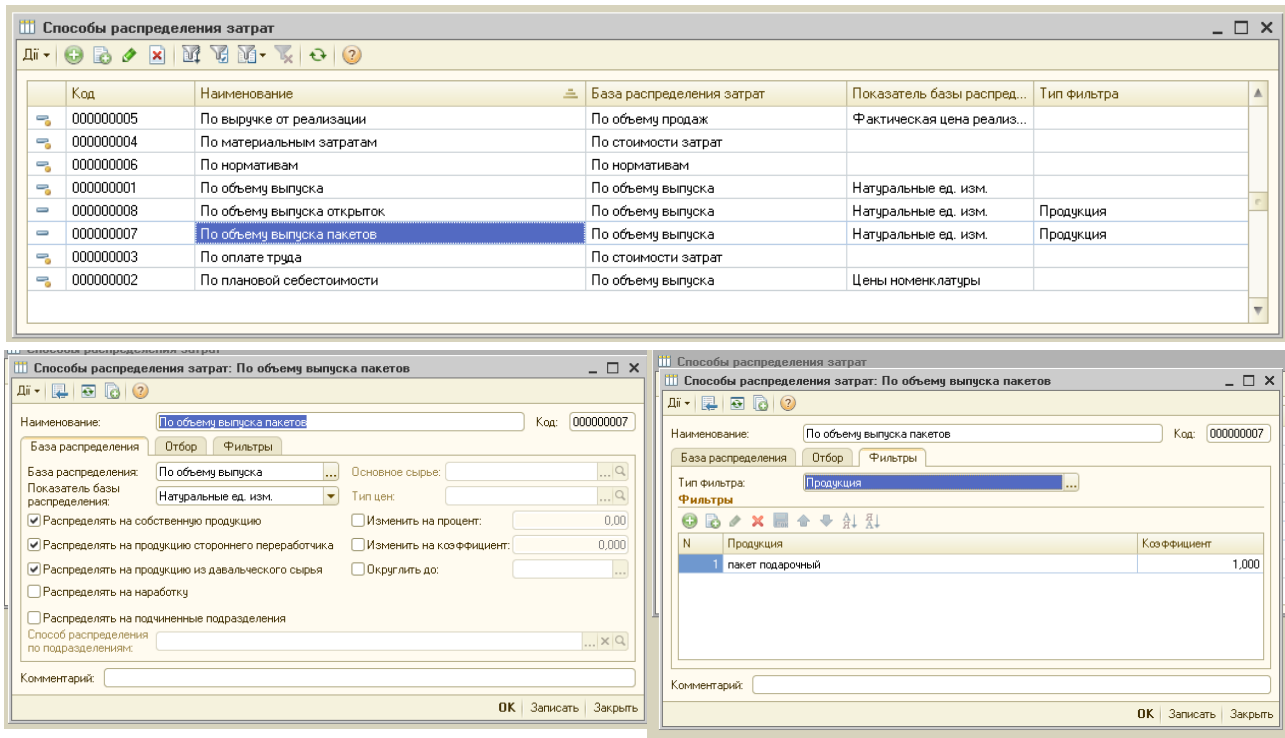 Способы распределения затрат
Дії
Код Наименование База распределения затрат Показатель базы распред... Тип фильтра
000000005 По выручке от реализации По объему продаж Фактическая цена реализ...
000000004 По материальным затратам По стоимости затрат
000000006 По нормативам По нормативам
000000001 По объему выпуска По объему выпуска Натуральные ед. изм.
000000008 По объему выпуска открыток По объему выпуска Натуральные ед. изм. Продукция
000000007 По объему выпуска пакетов По объему выпуска Натуральные ед. изм. Продукция
000000003 По оплате труда По стоимости затрат
000000002 По плановой себестоимости По объему выпуска Цены номенклатуры
Способы распределения затрат: По объему выпуска пакетов
Дії
Наименование: По объему выпуска пакетов Код: 000000007
База распределения Отбор Фильтры
База распределения: По объему выпуска ... Основное сырье: ...
Показатель базы
распределения: Натуральные ед. изм. Тип цен: ...
Распределять на собственную продукцию Изменить на процент: 0,00
Распределять на продукцию стороннего переработчика Изменить на коэффициент: 0,000
Распределять на продукцию из давальческого сырья Округлить до: ...
Распределять на наработку
Распределять на подчиненные подразделения
Способ распределения
по подразделениям: ...
Комментарий:
OK Записать Закрыть
Способы распределения затрат
Способы распределения затрат: По объему выпуска пакетов
Дії
Наименование: По объему выпуска пакетов Код: 000000007
База распределения Отбор Фильтры
Тип фильтра: Продукция ...
Фильтры
N Продукция Коэффициент
1 пакет подарочный 1,000
Комментарий:
OK Записать Закрыть